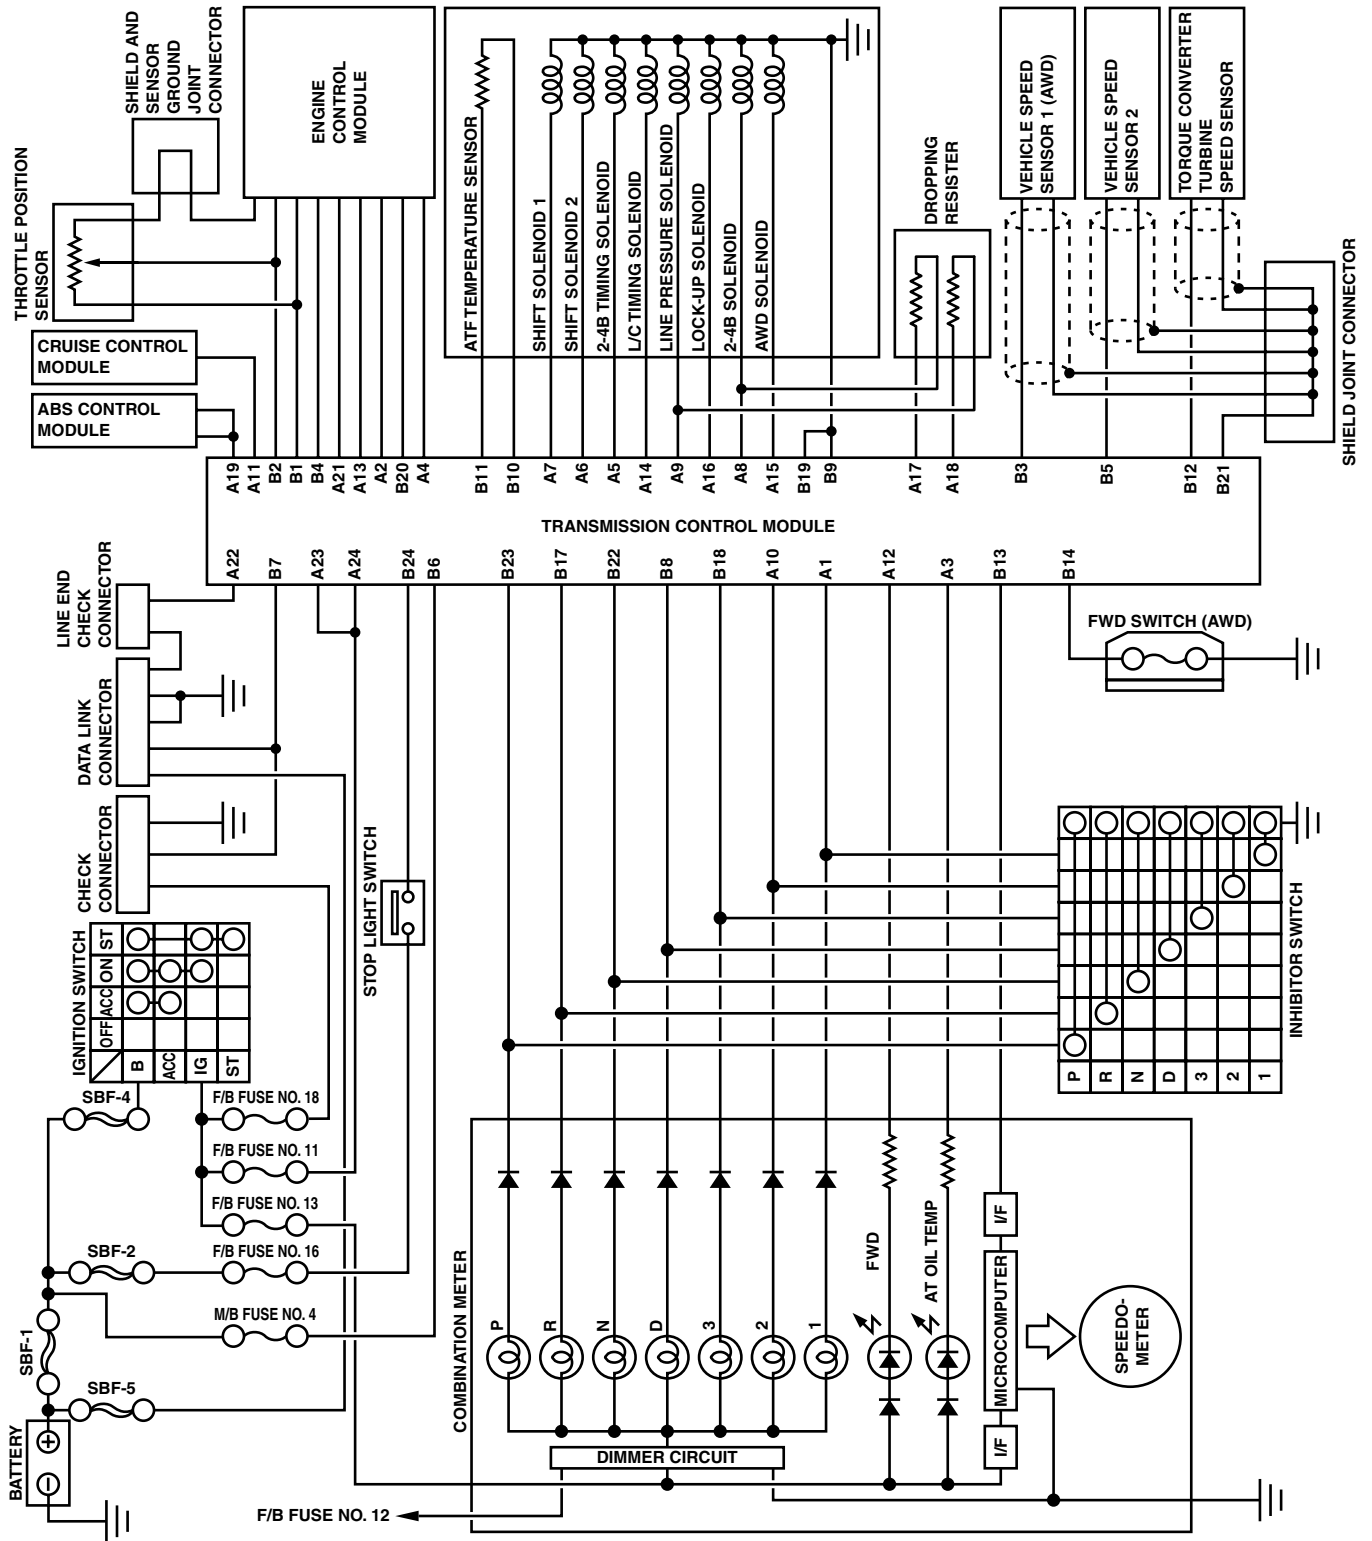 SHIELD AND
SENSOR
GROUND
JOINT
CONNECTOR
THROTTLE POSITION
SENSOR
ENGINE
CONTROL
MODULE
CRUISE CONTROL
MODULE
ABS CONTROL
MODULE
ATF TEMPERATURE SENSOR
SHIFT SOLENOID 1
SHIFT SOLENOID 2
2-4B TIMING SOLENOID
L/C TIMING SOLENOID
LINE PRESSURE SOLENOID
LOCK-UP SOLENOID
2-4B SOLENOID
AWD SOLENOID
DROPPING
RESISTER
VEHICLE SPEED
SENSOR 1 (AWD)
VEHICLE SPEED
SENSOR 2
TORQUE CONVERTER
TURBINE
SPEED SENSOR
SHIELD JOINT CONNECTOR
A19
A11
B2
B1
B4
A21
A13
A2
B20
A4
B11
B10
A7
A6
A5
A14
A9
A16
A8
A15
B19
B9
A17
A18
B3
B5
B12
B21
TRANSMISSION CONTROL MODULE
A22
B7
A23
A24
B24
B6
B23
B17
B22
B8
B18
A10
A1
A12
A3
B13
B14
LINE END
CHECK
CONNECTOR
DATA LINK
CONNECTOR
CHECK
CONNECTOR
FWD SWITCH (AWD)
STOP LIGHT SWITCH
IGNITION SWITCH
OFF
ACC
ON
ST
B
ACC
IG
ST
INHIBITOR SWITCH
P
R
N
D
3
2
1
SBF-4
F/B FUSE NO. 18
F/B FUSE NO. 11
F/B FUSE NO. 13
SBF-2
F/B FUSE NO. 16
M/B FUSE NO. 4
SBF-1
SBF-5
BATTERY
COMBINATION METER
P
R
N
D
3
2
1
FWD
AT OIL TEMP
I/F
MICROCOMPUTER
I/F
SPEEDO-
METER
DIMMER CIRCUIT
F/B FUSE NO. 12